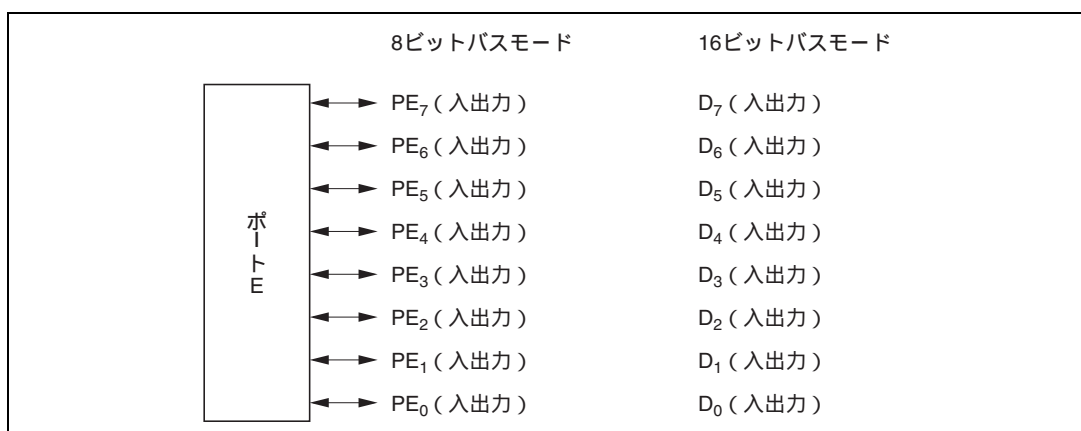 8ビットバスモード 16ビットバスモード
PE7 ( 入出力 ) D7 ( 入出力 )
PE6 ( 入出力 ) D6 ( 入出力 )
PE5 ( 入出力 ) D5 ( 入出力 )
ポートE
PE4 ( 入出力 ) D4 ( 入出力 )
PE3 ( 入出力 ) D3 ( 入出力 )
PE2 ( 入出力 ) D2 ( 入出力 )
PE1 ( 入出力 ) D1 ( 入出力 )
PE0 ( 入出力 ) D0 ( 入出力 )